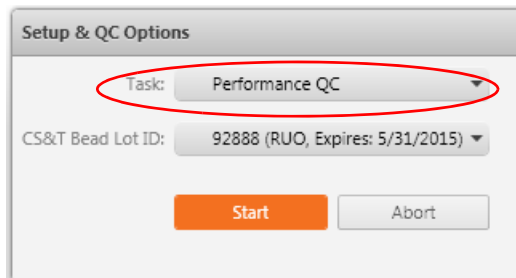 Setup & QC Options
Task: Performance QC
CS&T Bead Lot ID: 92888 (RUO, Expires: 5/31/2015)
Start Abort